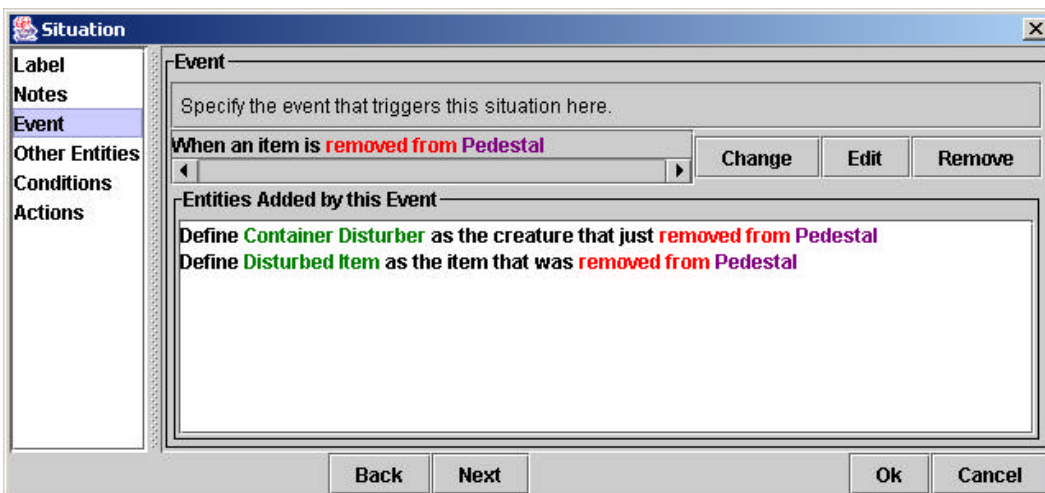 Situation
Label
Notes
Event
Other Entities
Conditions
Actions
Event
Specify the event that triggers this situation here.
When an item is removed from Pedestal
Change Edit Remove
Entities Added by this Event
Define Container Disturber as the creature that just removed from Pedestal
Define Disturbed Item as the item that was removed from Pedestal
Back Next Ok Cancel